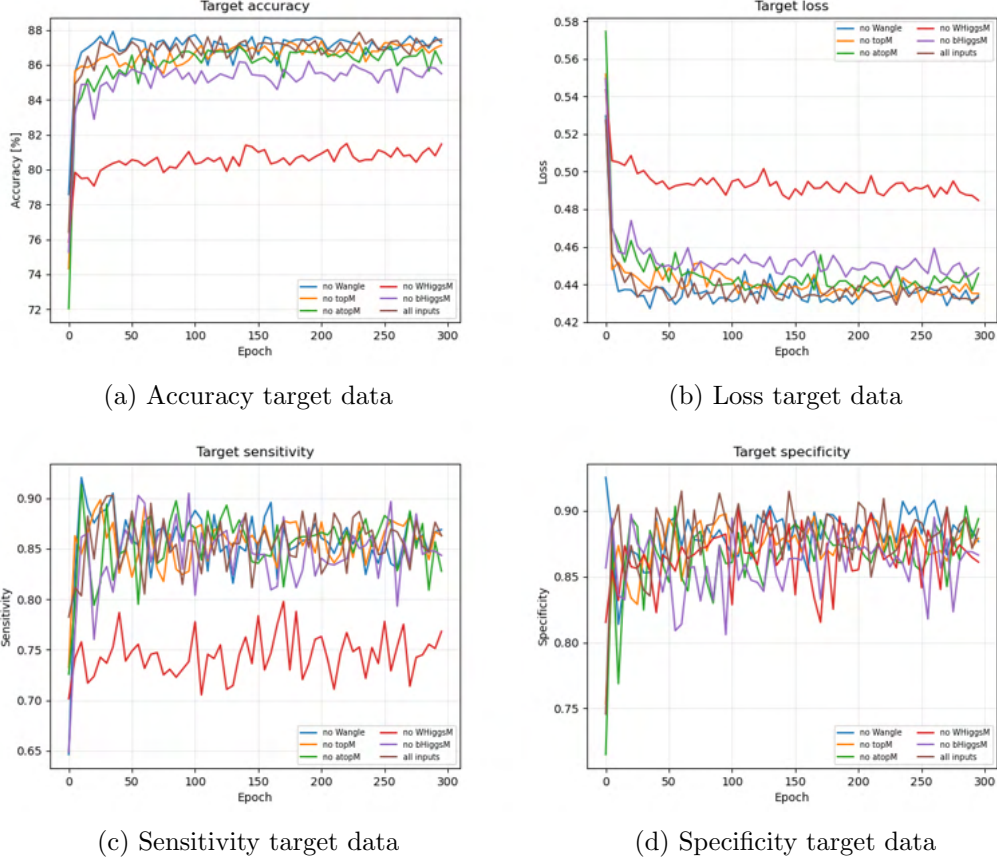 Target accuracy
Accuracy [%]
88
86
84
82
80
78
76
74
72
0 50 100 150 200 250 300
Epoch
no Wangle no WHiggsM
no topM no bHiggsM
no atopM all inputs
(a) Accuracy target data
Target loss
Loss
0.58
0.56
0.54
0.52
0.50
0.48
0.46
0.44
0.42
0 50 100 150 200 250 300
Epoch
no Wangle no WHiggsM
no topM no bHiggsM
no atopM all inputs
(b) Loss target data
Target sensitivity
Sensitivity
0.90
0.85
0.80
0.75
0.70
0.65
0 50 100 150 200 250 300
Epoch
no Wangle no WHiggsM
no topM no bHiggsM
no atopM all inputs
(c) Sensitivity target data
Target specificity
Specificity
0.90
0.85
0.80
0.75
0 50 100 150 200 250 300
Epoch
no Wangle no WHiggsM
no topM no bHiggsM
no atopM all inputs
(d) Specificity target data